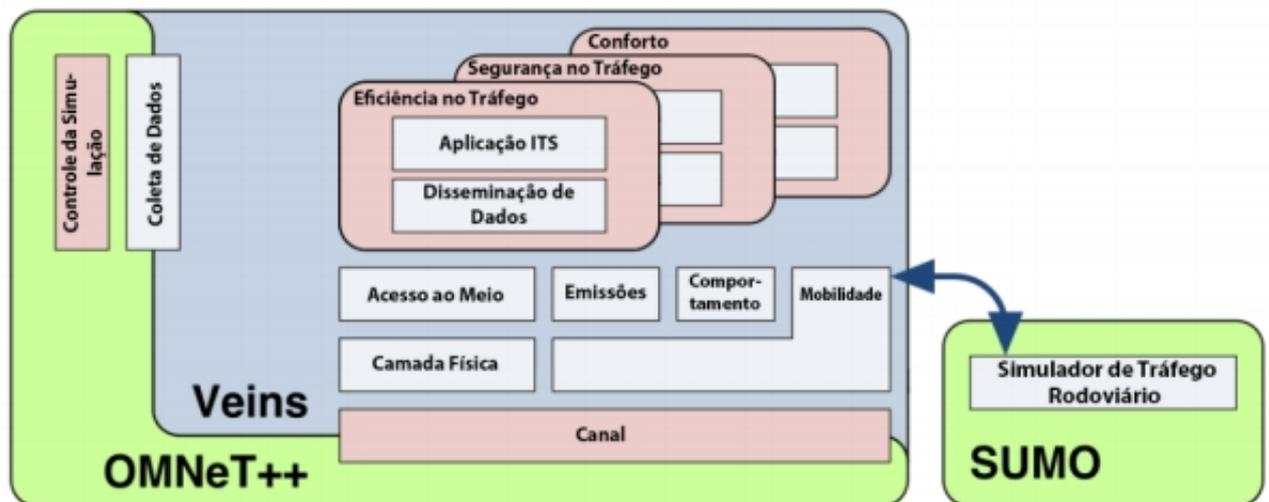 Conforto
Segurança no Tráfego
Eficiência no Tráfego
Aplicação ITS
Disseminação de
Dados
Controle da Simu-
lação
Coleta de Dados
Acesso ao Meio
Emissões
Compor-
tamento
Mobilidade
Camada Física
Veins
Canal
OMNeT++
Simulador de Tráfego
Rodoviário
SUMO